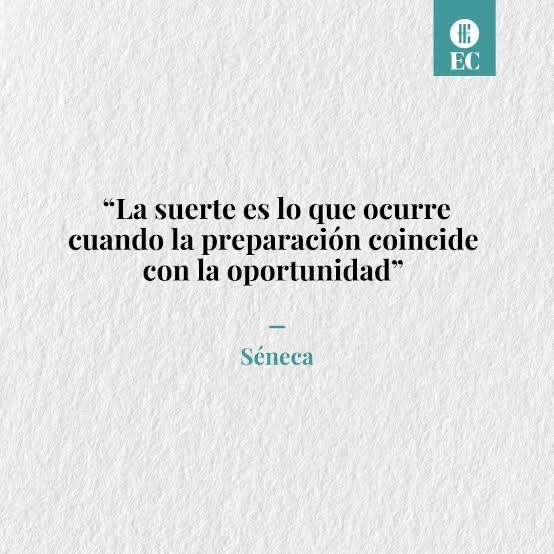 EC
“La suerte es lo que ocurre
cuando la preparación coincide
con la oportunidad”
—
Séneca